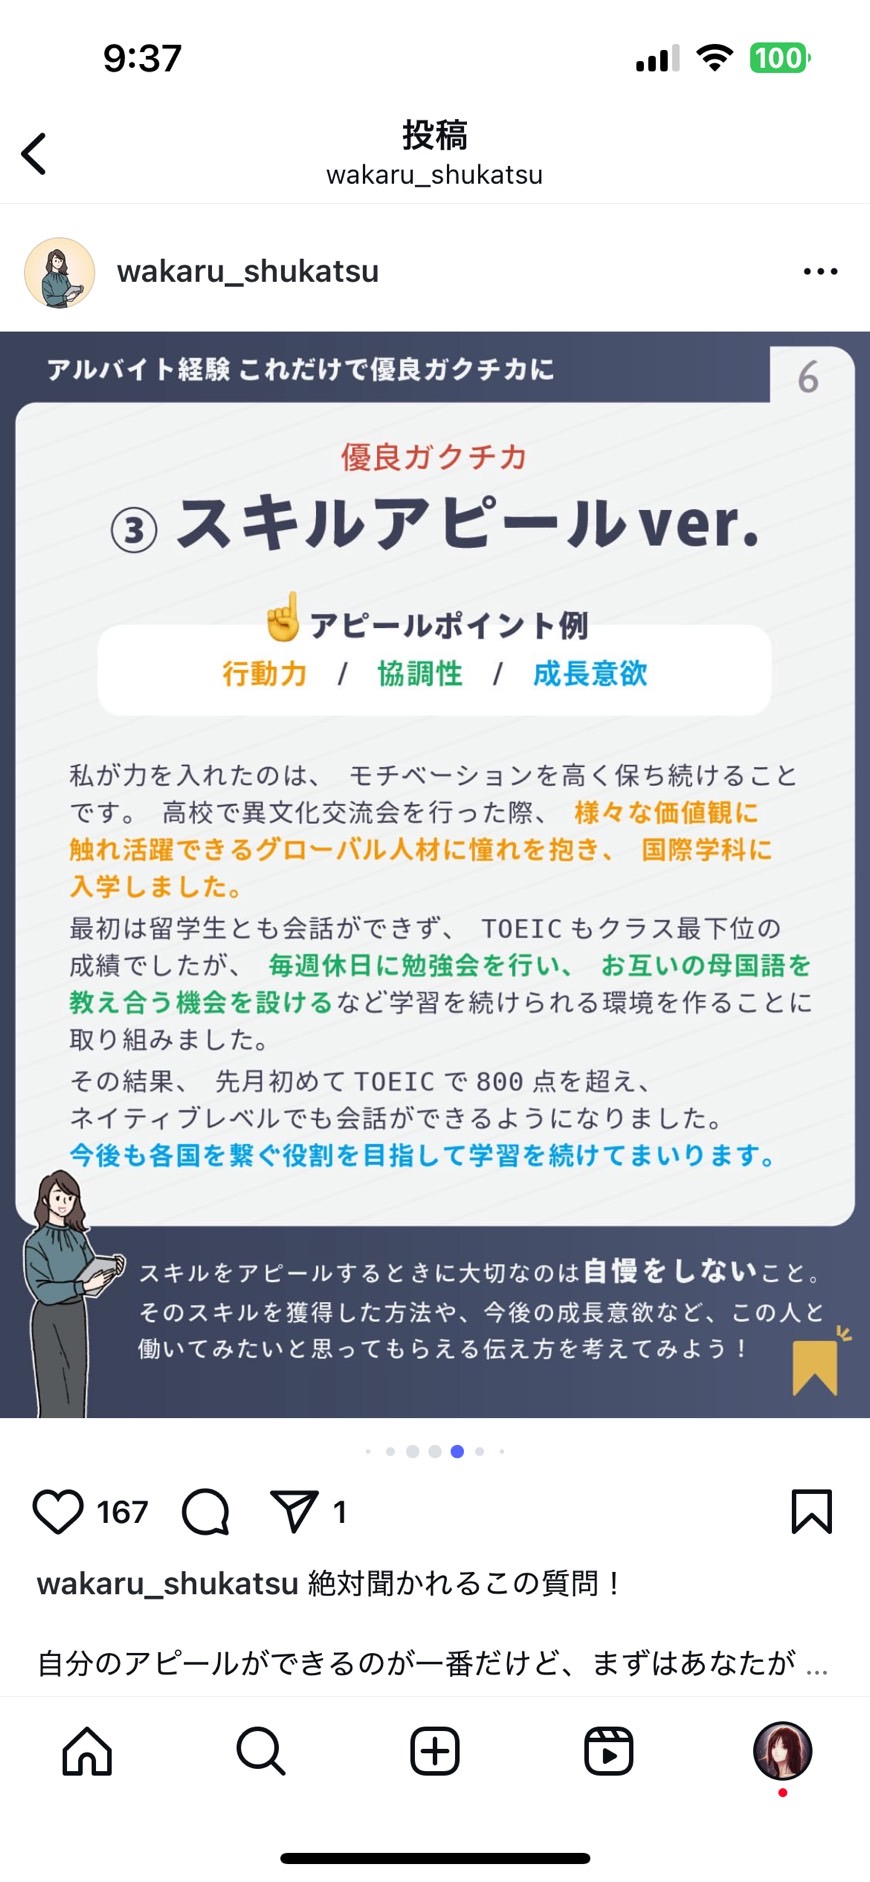 9:37
100
投稿
wakaru_shukatsu
wakaru_shukatsu
アルバイト経験 これだけで優良ガクチカに
6
優良ガクチカ
③ スキルアピールver.
☝アピールポイント例
行動力 / 協調性 / 成長意欲
私が力を入れたのは、 モチベーションを高く保ち続けること
です。 高校で異文化交流会を行った際、 様々な価値観に
触れ活躍できるグローバル人材に憧れを抱き、 国際学科に
入学しました。
最初は留学生とも会話ができず、 TOEICもクラス最下位の
成績でしたが、 毎週休日に勉強会を行い、 お互いの母国語を
教え合う機会を設けるなど学習を続けられる環境を作ることに
取り組みました。
その結果、 先月初めてTOEICで800点を超え、
ネイティブレベルでも会話ができるようになりました。
今後も各国を繋ぐ役割を目指して学習を続けてまいります。
スキルをアピールするときに大切なのは自慢をしないこと。
そのスキルを獲得した方法や、今後の成長意欲など、この人と
働いてみたいと思ってもらえる伝え方を考えてみよう！
167 1
wakaru_shukatsu 絶対聞かれるこの質問！
自分のアピールができるのが一番だけど、まずはあなたが ...